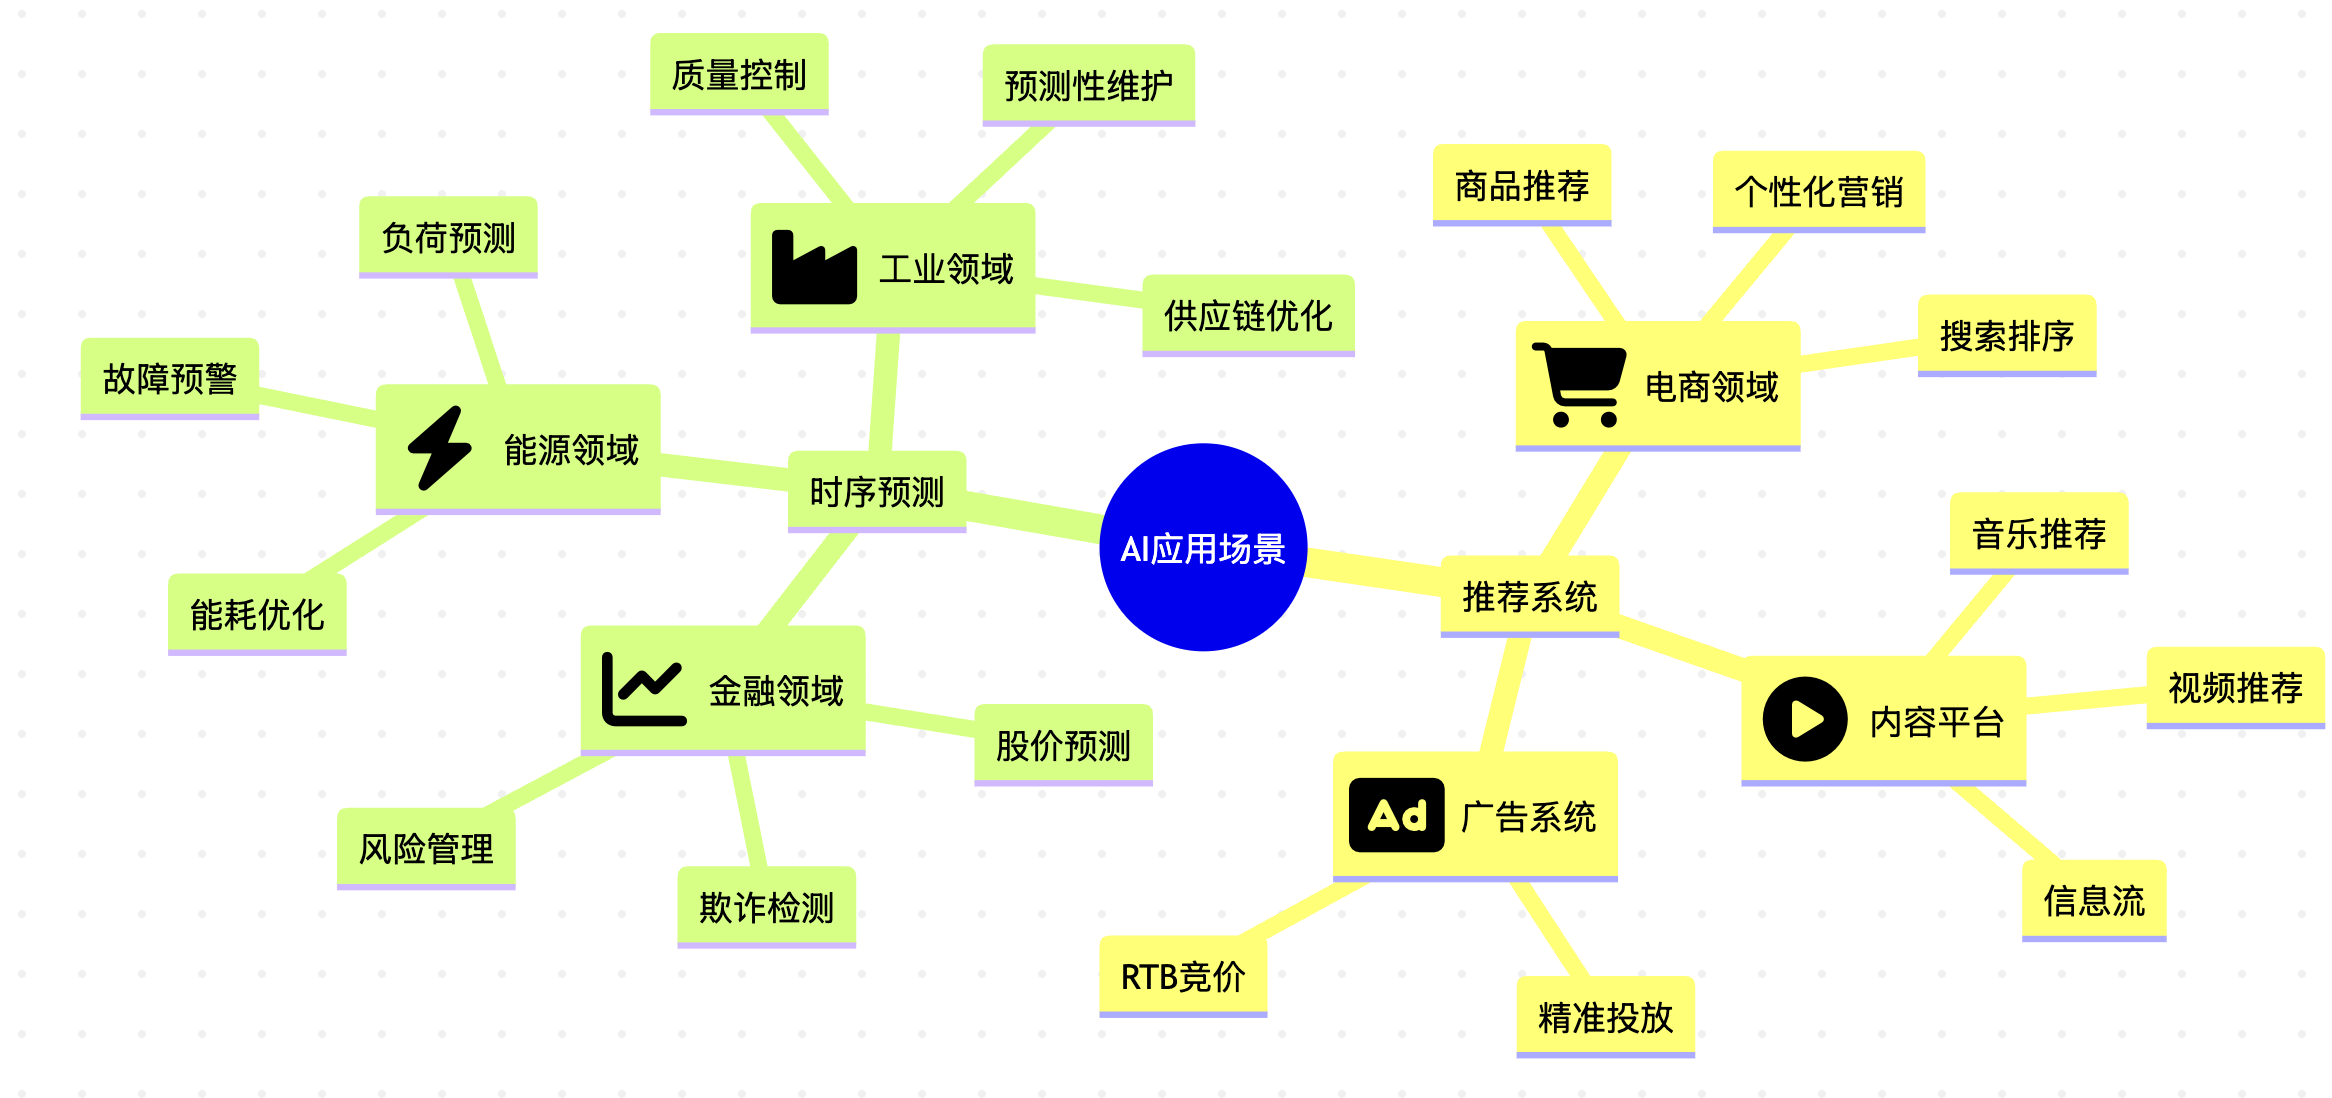 质量控制
预测性维护
工业领域
供应链优化
负荷预测
故障预警
能源领域
能耗优化
时序预测
金融领域
股价预测
风险管理
欺诈检测
AI应用场景
商品推荐
个性化营销
搜索排序
电商领域
推荐系统
音乐推荐
视频推荐
内容平台
信息流
Ad
广告系统
RTB竞价
精准投放